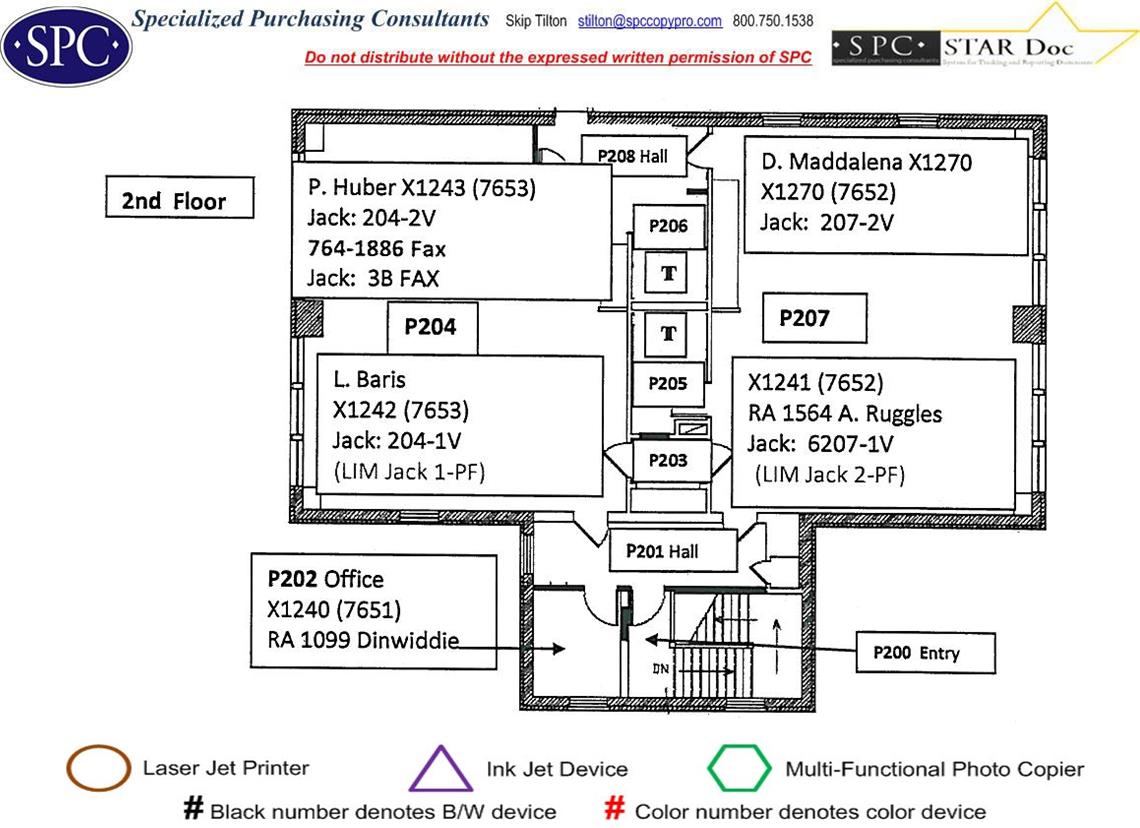 SPC
Specialized Purchasing Consultants Skip Tilton stilton@spccopypro.com 800.750.1538
Do not distribute without the expressed written permission of SPC
SPC STAR Doc
specialized purchasing consultants System for Tracking and Reporting Documents
2nd Floor
P208 Hall
P. Huber X1243 (7653)
Jack: 204-2V
764-1886 Fax
Jack: 3B FAX
D. Maddalena X1270
X1270 (7652)
Jack: 207-2V
P206
T
P204
P207
T
P205
L. Baris
X1242 (7653)
Jack: 204-1V
(LIM Jack 1-PF)
X1241 (7652)
RA 1564 A. Ruggles
Jack: 6207-1V
(LIM Jack 2-PF)
P203
P201 Hall
P202 Office
X1240 (7651)
RA 1099 Dinwiddie
P200 Entry
DN
Laser Jet Printer
Ink Jet Device
Multi-Functional Photo Copier
# Black number denotes B/W device
# Color number denotes color device